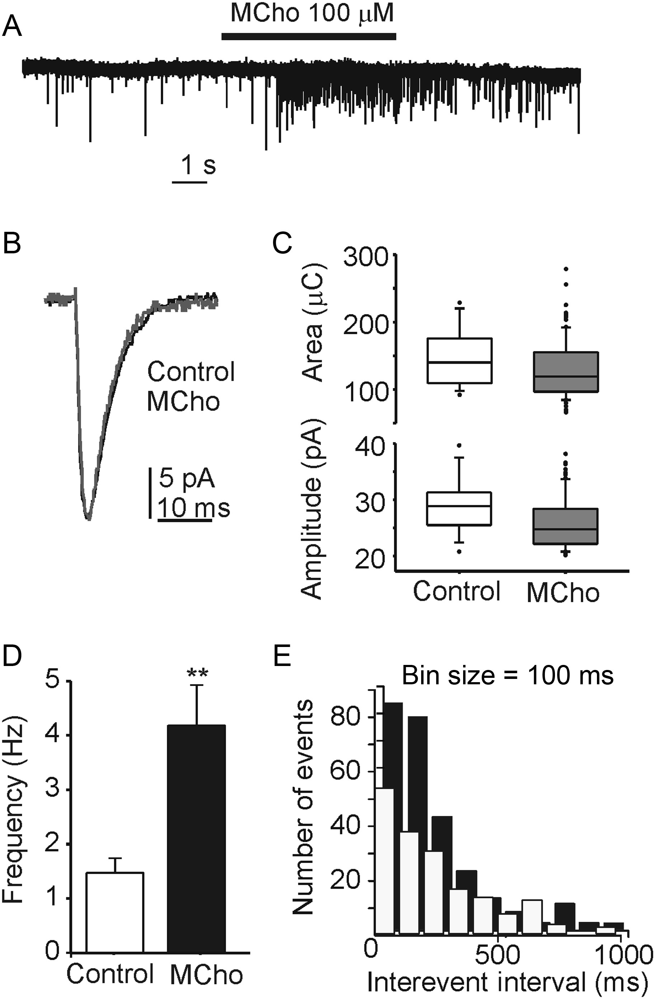 A
MCho 100 μM
1 s
B
Control
MCho
5 pA
10 ms
C
Area (μC)
300
200
100
Amplitude (pA)
40
30
20
Control MCho
D
Frequency (Hz)
5
4
3
2
1
0
**
Control MCho
E
Bin size = 100 ms
Number of events
80
60
40
20
0 500 1000
Interevent interval (ms)